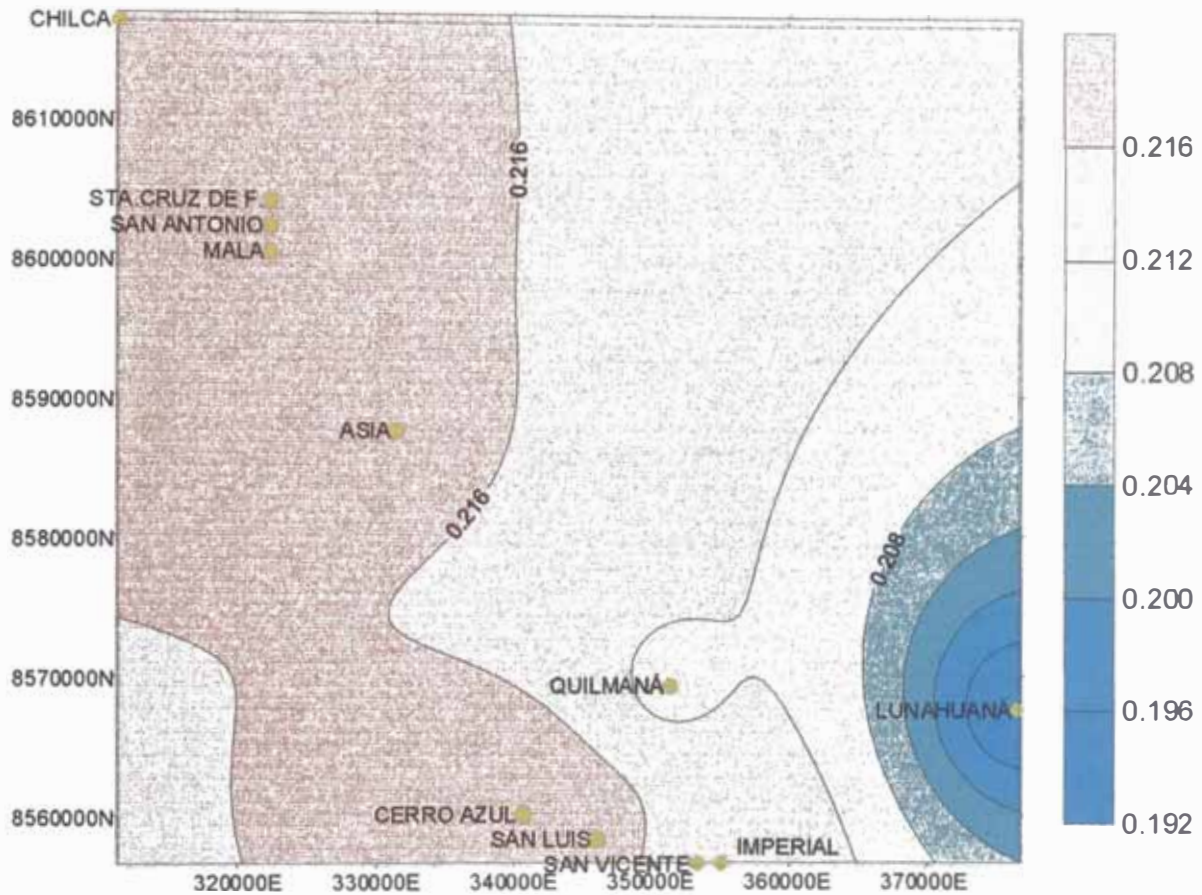 CHILCA
8610000N
STA.CRUZ DE F.
SAN ANTONIO
MALA
8600000N
8590000N
ASIA
8580000N
8570000N
QUILMANÁ
LUNAHUANÁ
8560000N
CERRO AZUL
SAN LUIS
SAN VICENTE
IMPERIAL
0.216
0.216
0.208
320000E
330000E
340000E
350000E
360000E
370000E
0.216
0.212
0.208
0.204
0.200
0.196
0.192